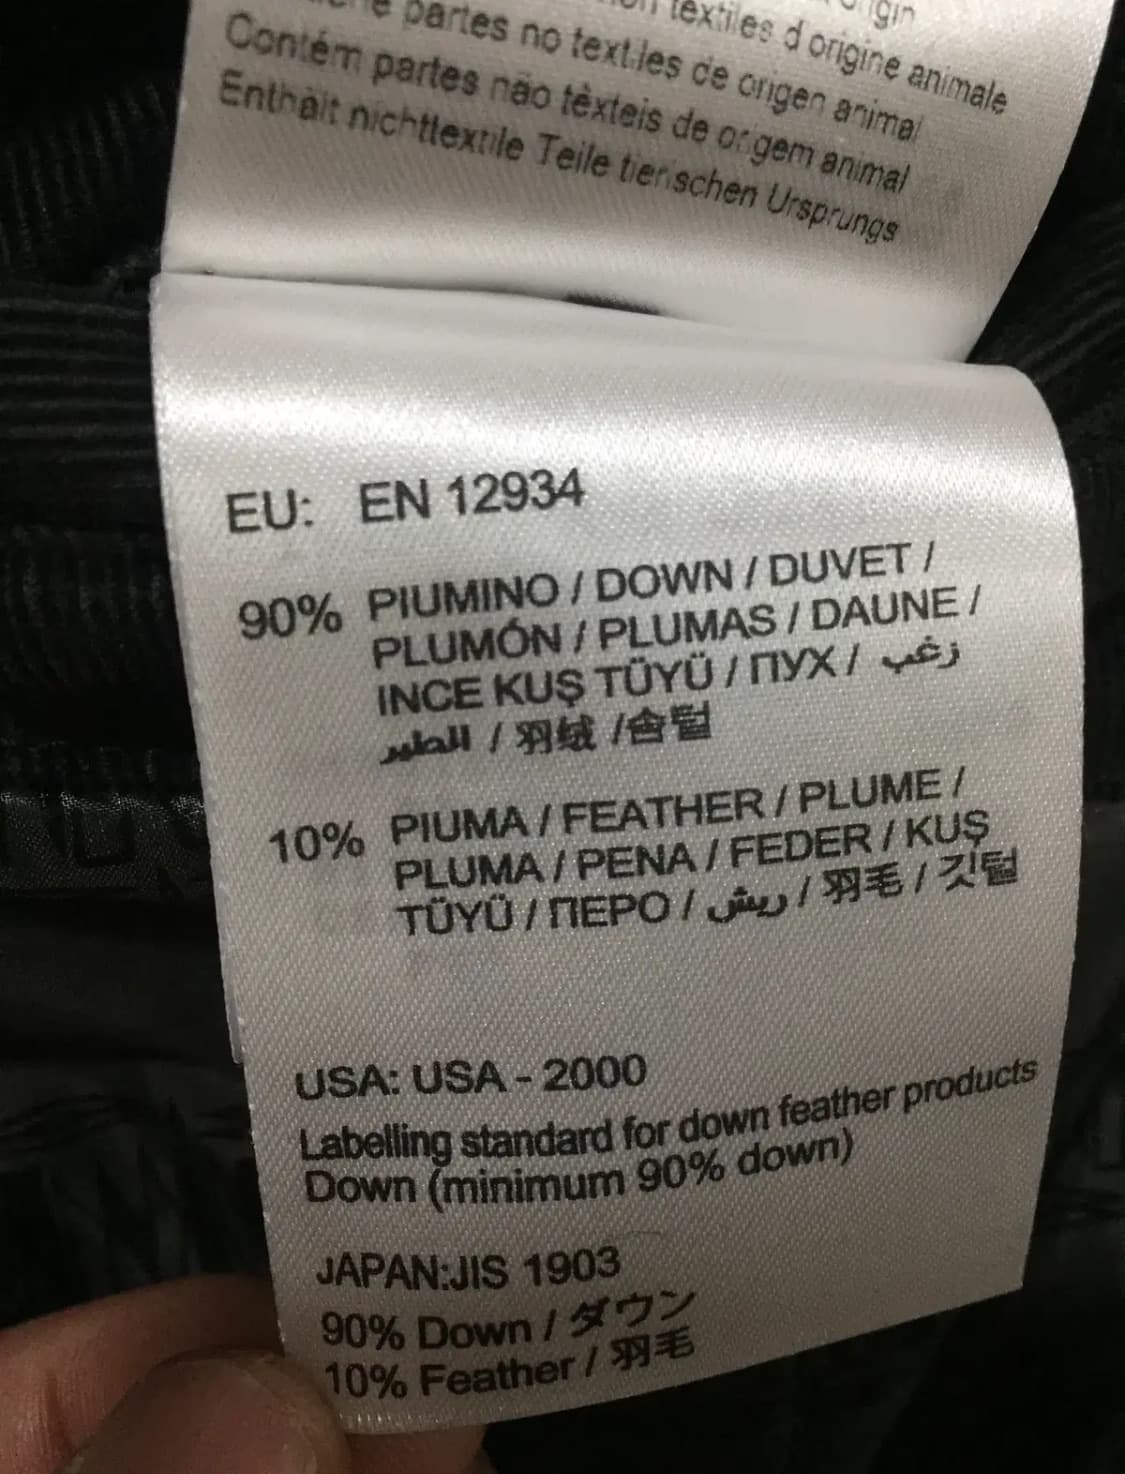 textiles d'origine animale
partes no textiles de origen animal
Contém partes não têxteis de origem animal
Enthält nichttextile Teile tierischen Ursprungs
EU: EN 12934
90% PIUMINO / DOWN / DUVET /
PLUMÓN / PLUMAS / DAUNE /
INCE KUŞ TÜYÜ / ПУХ / زغب
الطير / 羽绒 /솜털
10% PIUMA / FEATHER / PLUME /
PLUMA / PENA / FEDER / KUŞ
TÜYÜ / ПЕРО / ريش / 羽毛 / 깃털
USA: USA - 2000
Labelling standard for down feather products
Down (minimum 90% down)
JAPAN:JIS 1903
90% Down / ダウン
10% Feather / 羽毛